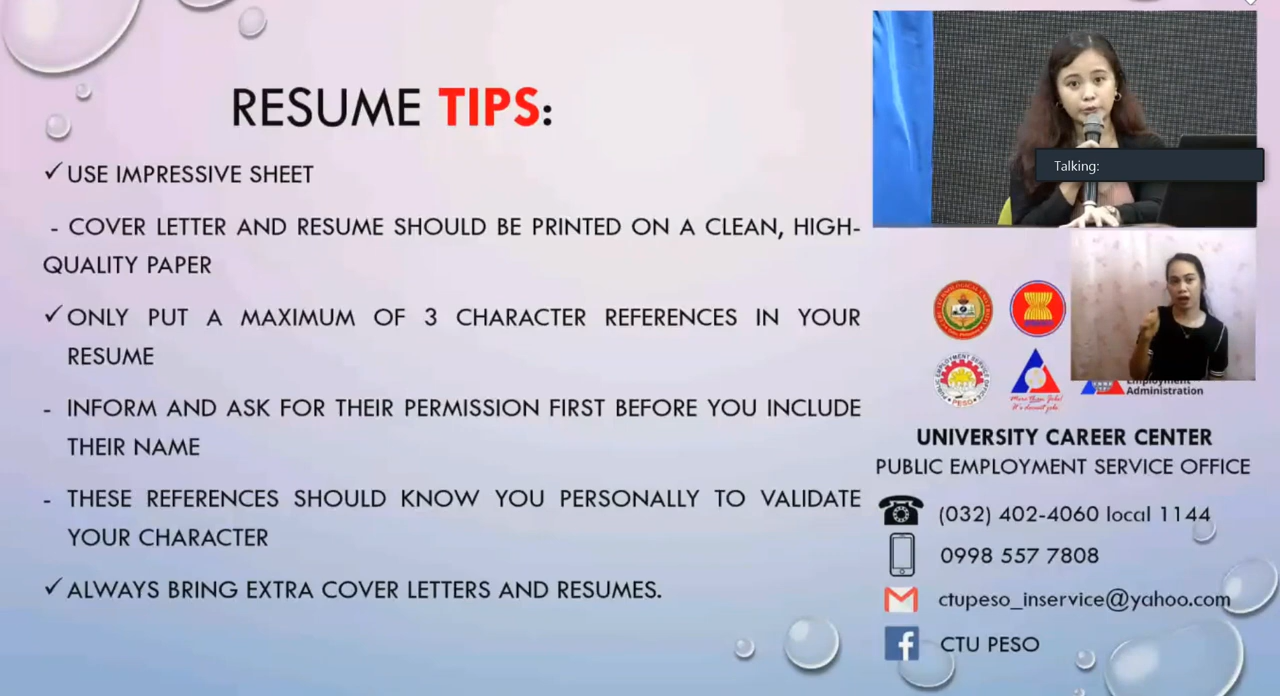 RESUME TIPS:
✓ USE IMPRESSIVE SHEET
- COVER LETTER AND RESUME SHOULD BE PRINTED ON A CLEAN, HIGH-
QUALITY PAPER
✓ ONLY PUT A MAXIMUM OF 3 CHARACTER REFERENCES IN YOUR
RESUME
- INFORM AND ASK FOR THEIR PERMISSION FIRST BEFORE YOU INCLUDE
THEIR NAME
- THESE REFERENCES SHOULD KNOW YOU PERSONALLY TO VALIDATE
YOUR CHARACTER
✓ ALWAYS BRING EXTRA COVER LETTERS AND RESUMES.
Talking:
PESO
Employment
Administration
UNIVERSITY CAREER CENTER
PUBLIC EMPLOYMENT SERVICE OFFICE
(032) 402-4060 local 1144
0998 557 7808
ctupeso_inservice@yahoo.com
CTU PESO